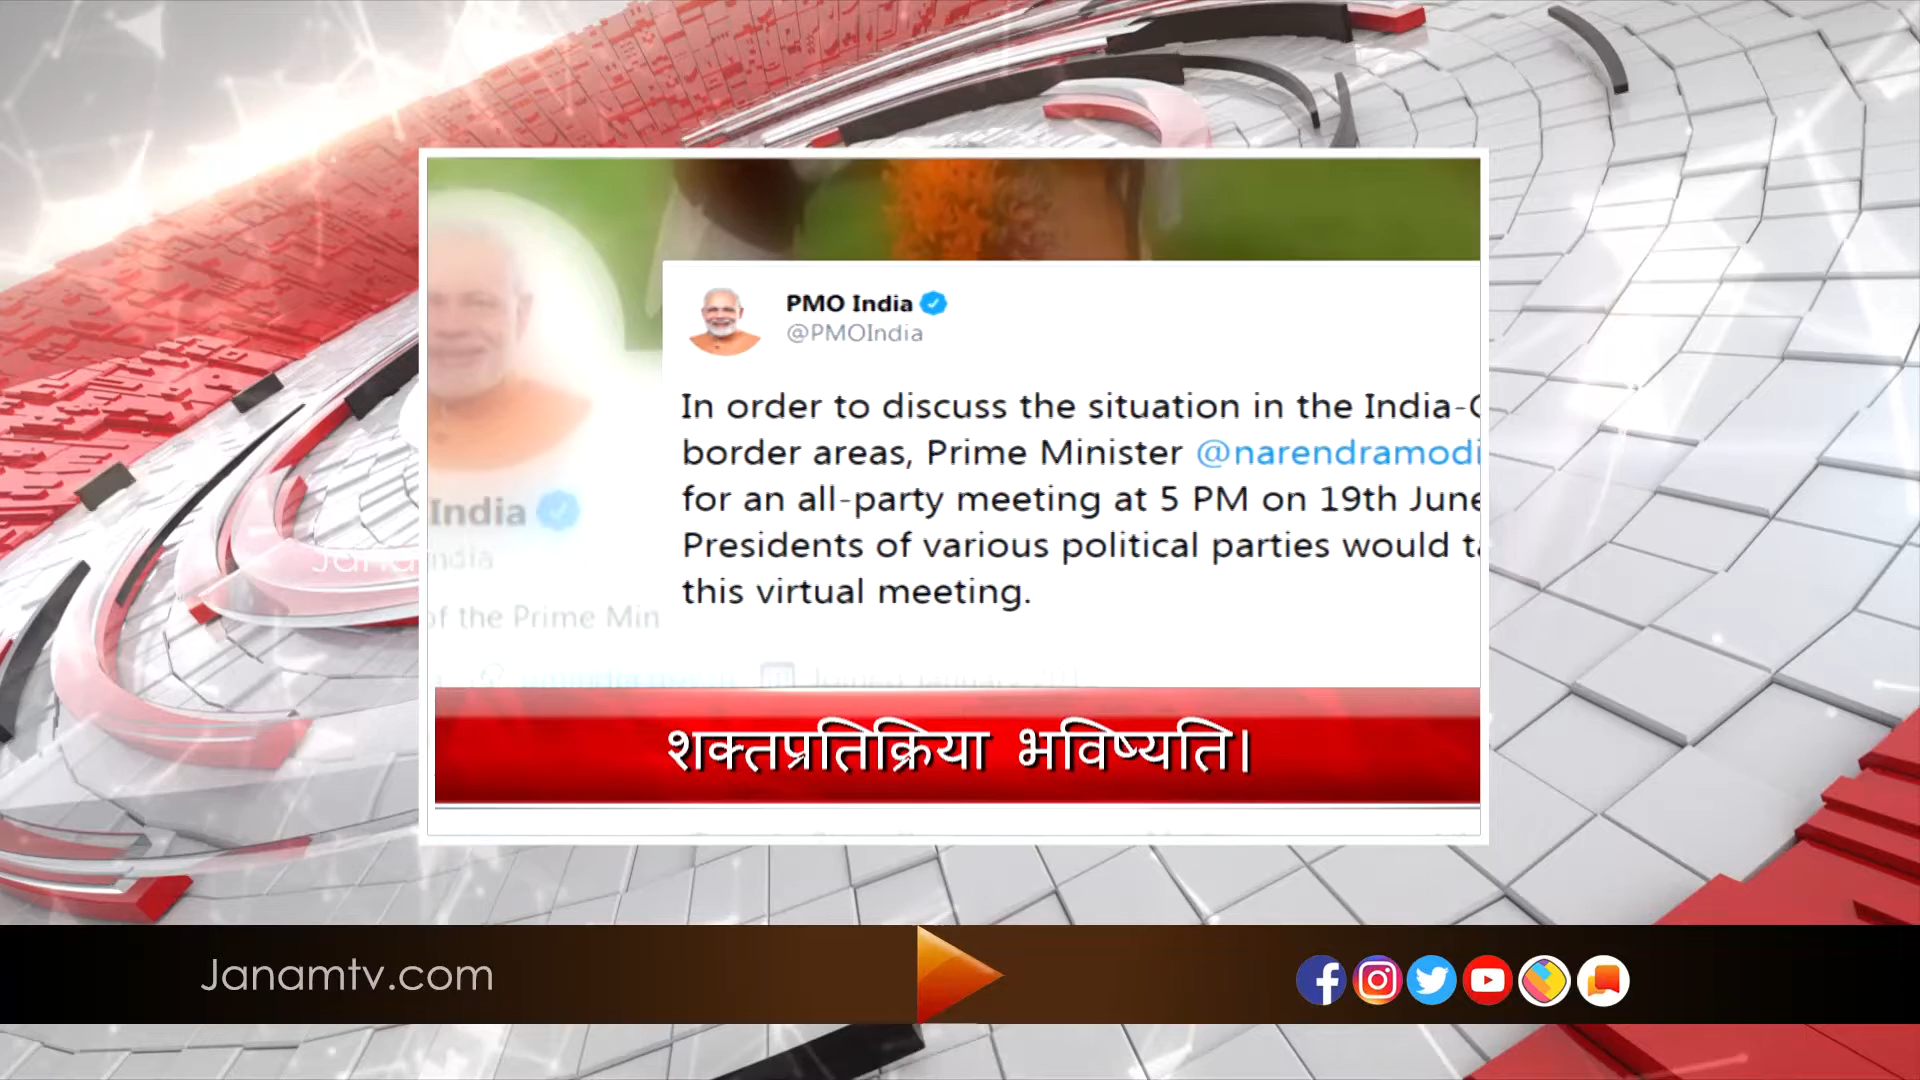 PMO India
@PMOIndia
In order to discuss the situation in the India-
border areas, Prime Minister @narendramodi
for an all-party meeting at 5 PM on 19th June
Presidents of various political parties would
this virtual meeting.
India
of the Prime Min
शक्तप्रतिक्रिया भविष्यति।
Janamtv.com